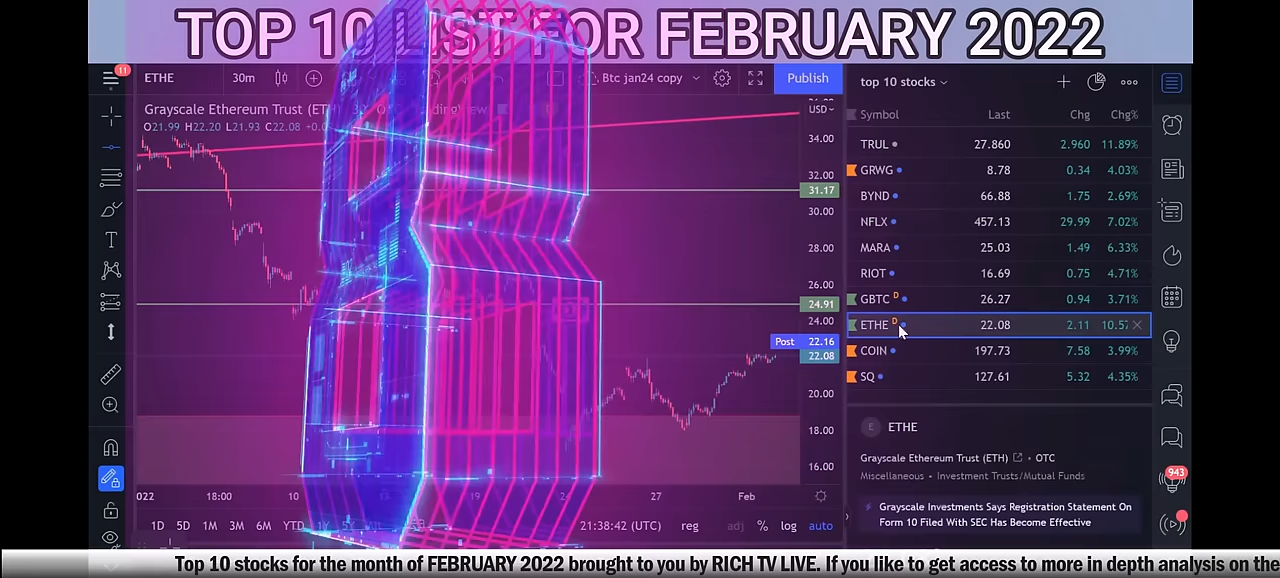 TOP 10 LIST FOR FEBRUARY 2022
11
ETHE
30m
Btc jan24 copy
Publish
top 10 stocks
Grayscale Ethereum Trust (ETH)
O21.99 H22.20 L21.93 C22.08
USD
34.00
32.00
31.17
30.00
28.00
26.00
24.91
24.00
Post 22.16
22.08
20.00
18.00
16.00
Symbol Last Chg Chg%
TRUL 27.860 2.960 11.89%
GRWG 8.78 0.34 4.03%
BYND 66.88 1.75 2.69%
NFLX 457.13 29.99 7.02%
MARA 25.03 1.49 6.33%
RIOT 16.69 0.75 4.71%
GBTC D 26.27 0.94 3.71%
ETHE D 22.08 2.11 10.57
COIN 197.73 7.58 3.99%
SQ 127.61 5.32 4.35%
E ETHE
Grayscale Ethereum Trust (ETH) OTC
Miscellaneous • Investment Trusts/Mutual Funds
Grayscale Investments Says Registration Statement On
Form 10 Filed With SEC Has Become Effective
943
022 18:00 10 19 24 27 Feb
1D 5D 1M 3M 6M YTD
21:38:42 (UTC) reg adj % log auto
Top 10 stocks for the month of FEBRUARY 2022 brought to you by RICH TV LIVE. If you like to get access to more in depth analysis on the